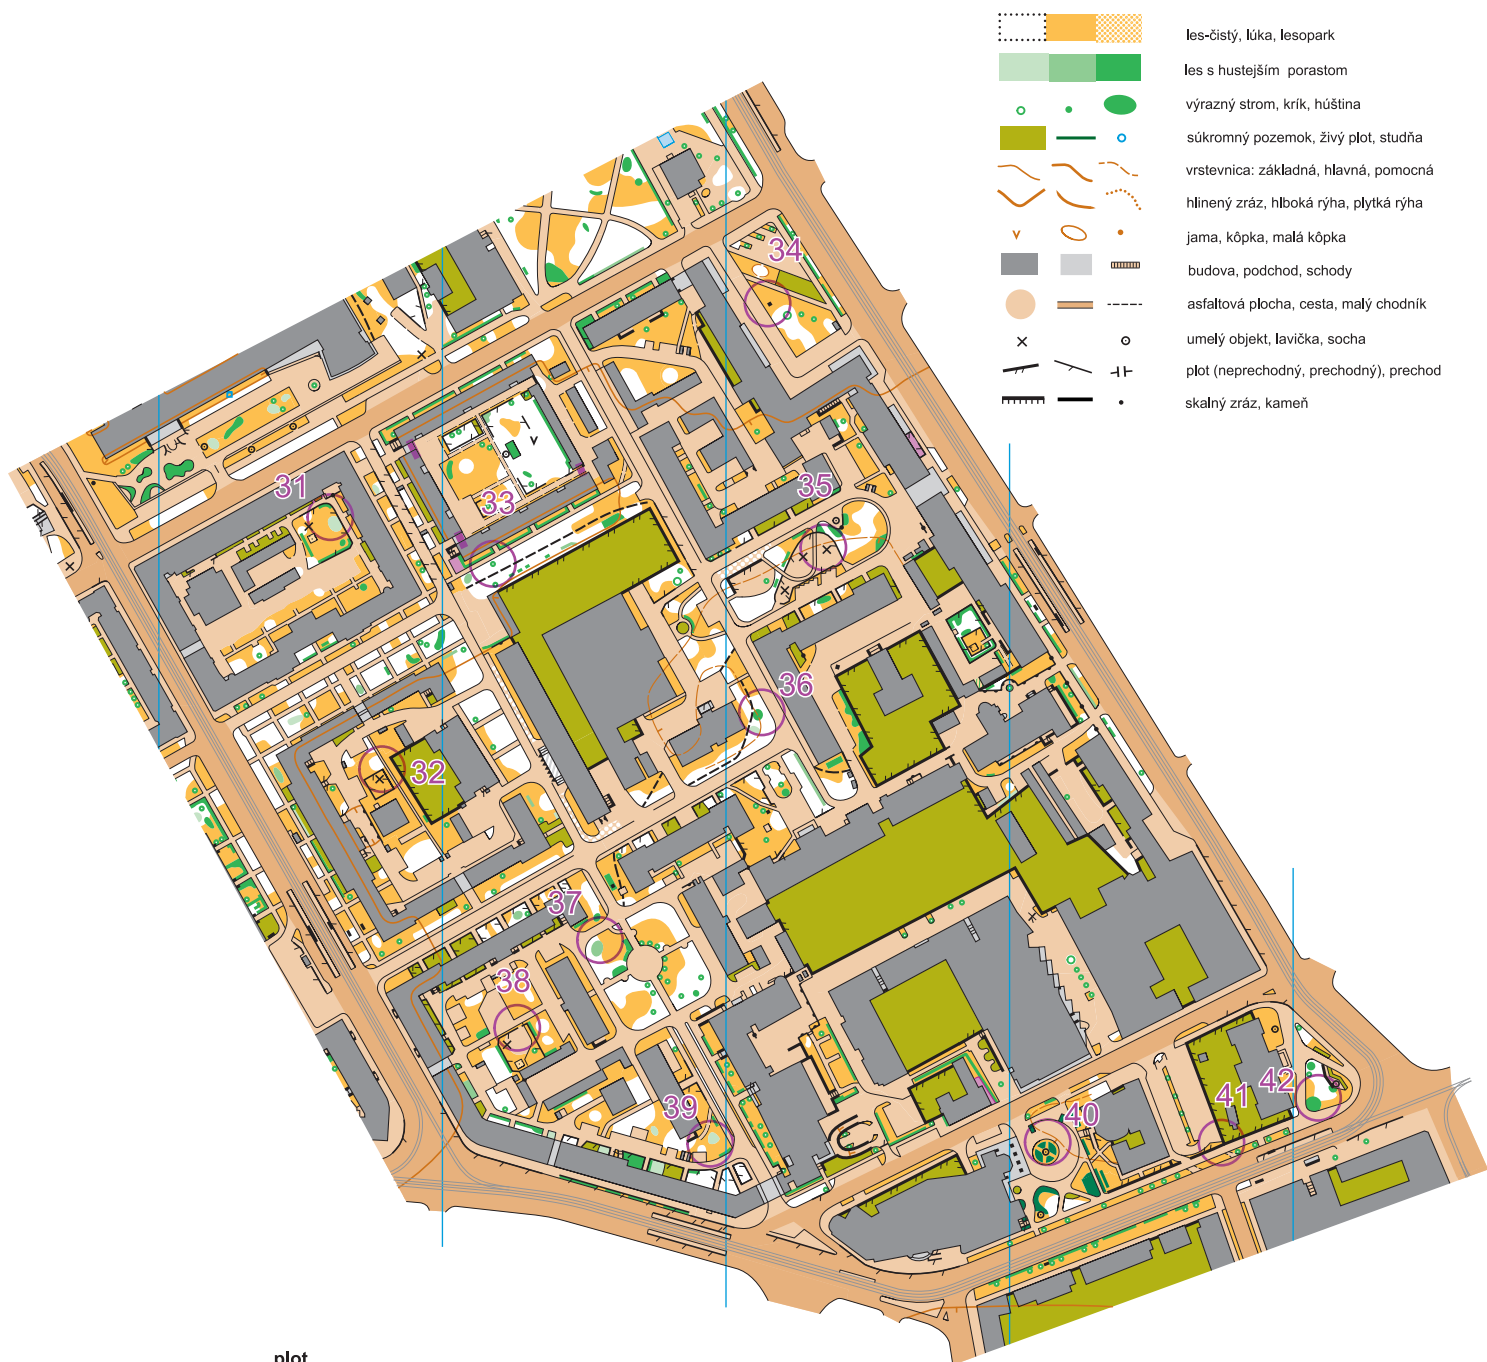 les-čistý, lúka, lesopark
les s hustejším porastom
výrazný strom, krík, húština
súkromný pozemok, živý plot, studňa
vrstevnica: základná, hlavná, pomocná
hlinený zráz, hlboká rýha, plytká rýha
jama, kôpka, malá kôpka
budova, podchod, schody
asfaltová plocha, cesta, malý chodník
umelý objekt, lavička, socha
plot (neprechodný, prechodný), prechod
skalný zráz, kameň
34
31
33
35
36
32
37
38
39
40
41
42
plot